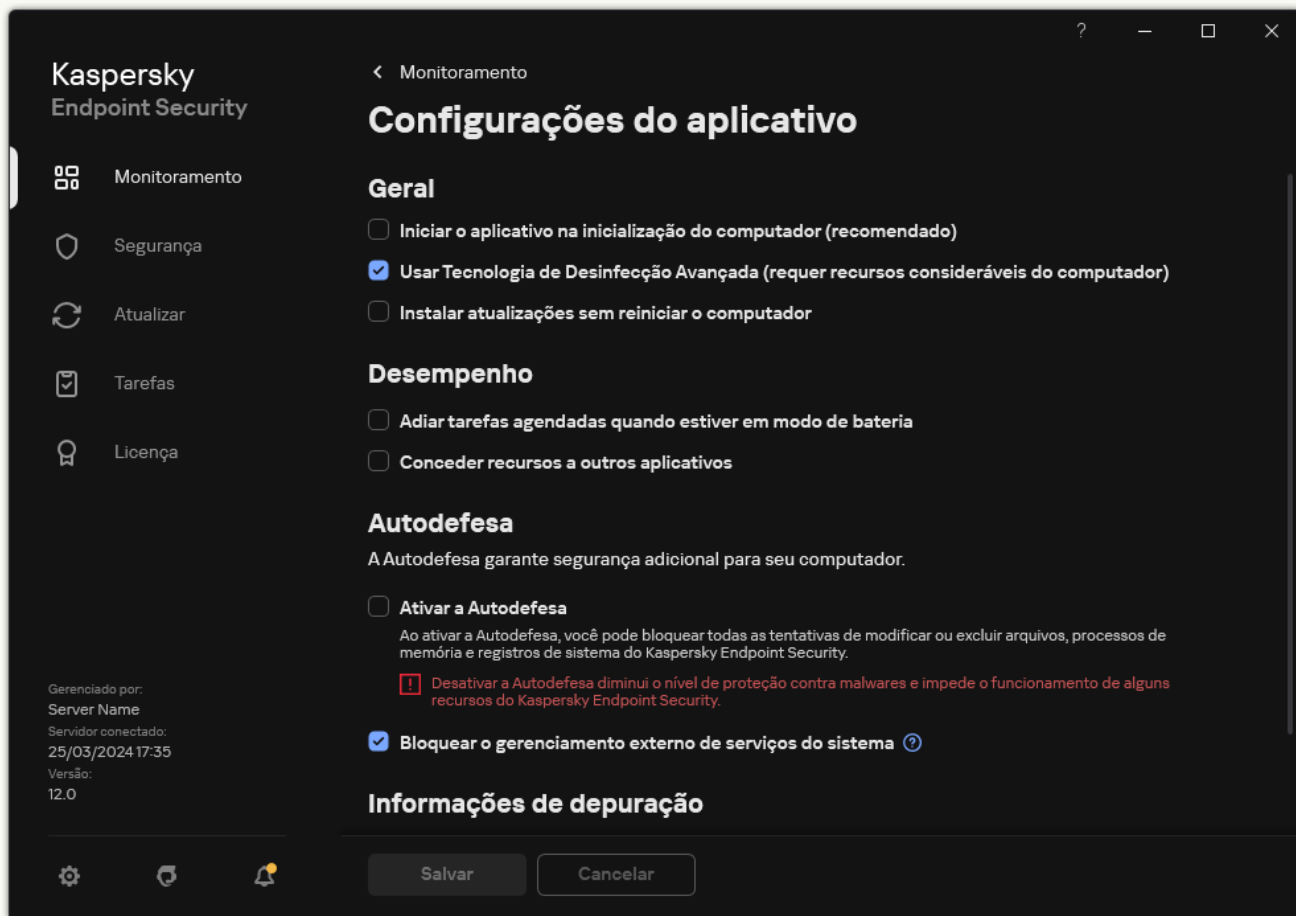 ?
Kaspersky
Endpoint Security
Monitoramento
Segurança
Atualizar
Tarefas
Licença
Gerenciado por:
Server Name
Servidor conectado:
25/03/2024 17:35
Versão:
12.0
Monitoramento
Configurações do aplicativo
Geral
Iniciar o aplicativo na inicialização do computador (recomendado)
Usar Tecnologia de Desinfecção Avançada (requer recursos consideráveis do computador)
Instalar atualizações sem reiniciar o computador
Desempenho
Adiar tarefas agendadas quando estiver em modo de bateria
Conceder recursos a outros aplicativos
Autodefesa
A Autodefesa garante segurança adicional para seu computador.
Ativar a Autodefesa
Ao ativar a Autodefesa, você pode bloquear todas as tentativas de modificar ou excluir arquivos, processos de
memória e registros de sistema do Kaspersky Endpoint Security.
Desativar a Autodefesa diminui o nível de proteção contra malwares e impede o funcionamento de alguns
recursos do Kaspersky Endpoint Security.
Bloquear o gerenciamento externo de serviços do sistema
Informações de depuração
Salvar
Cancelar